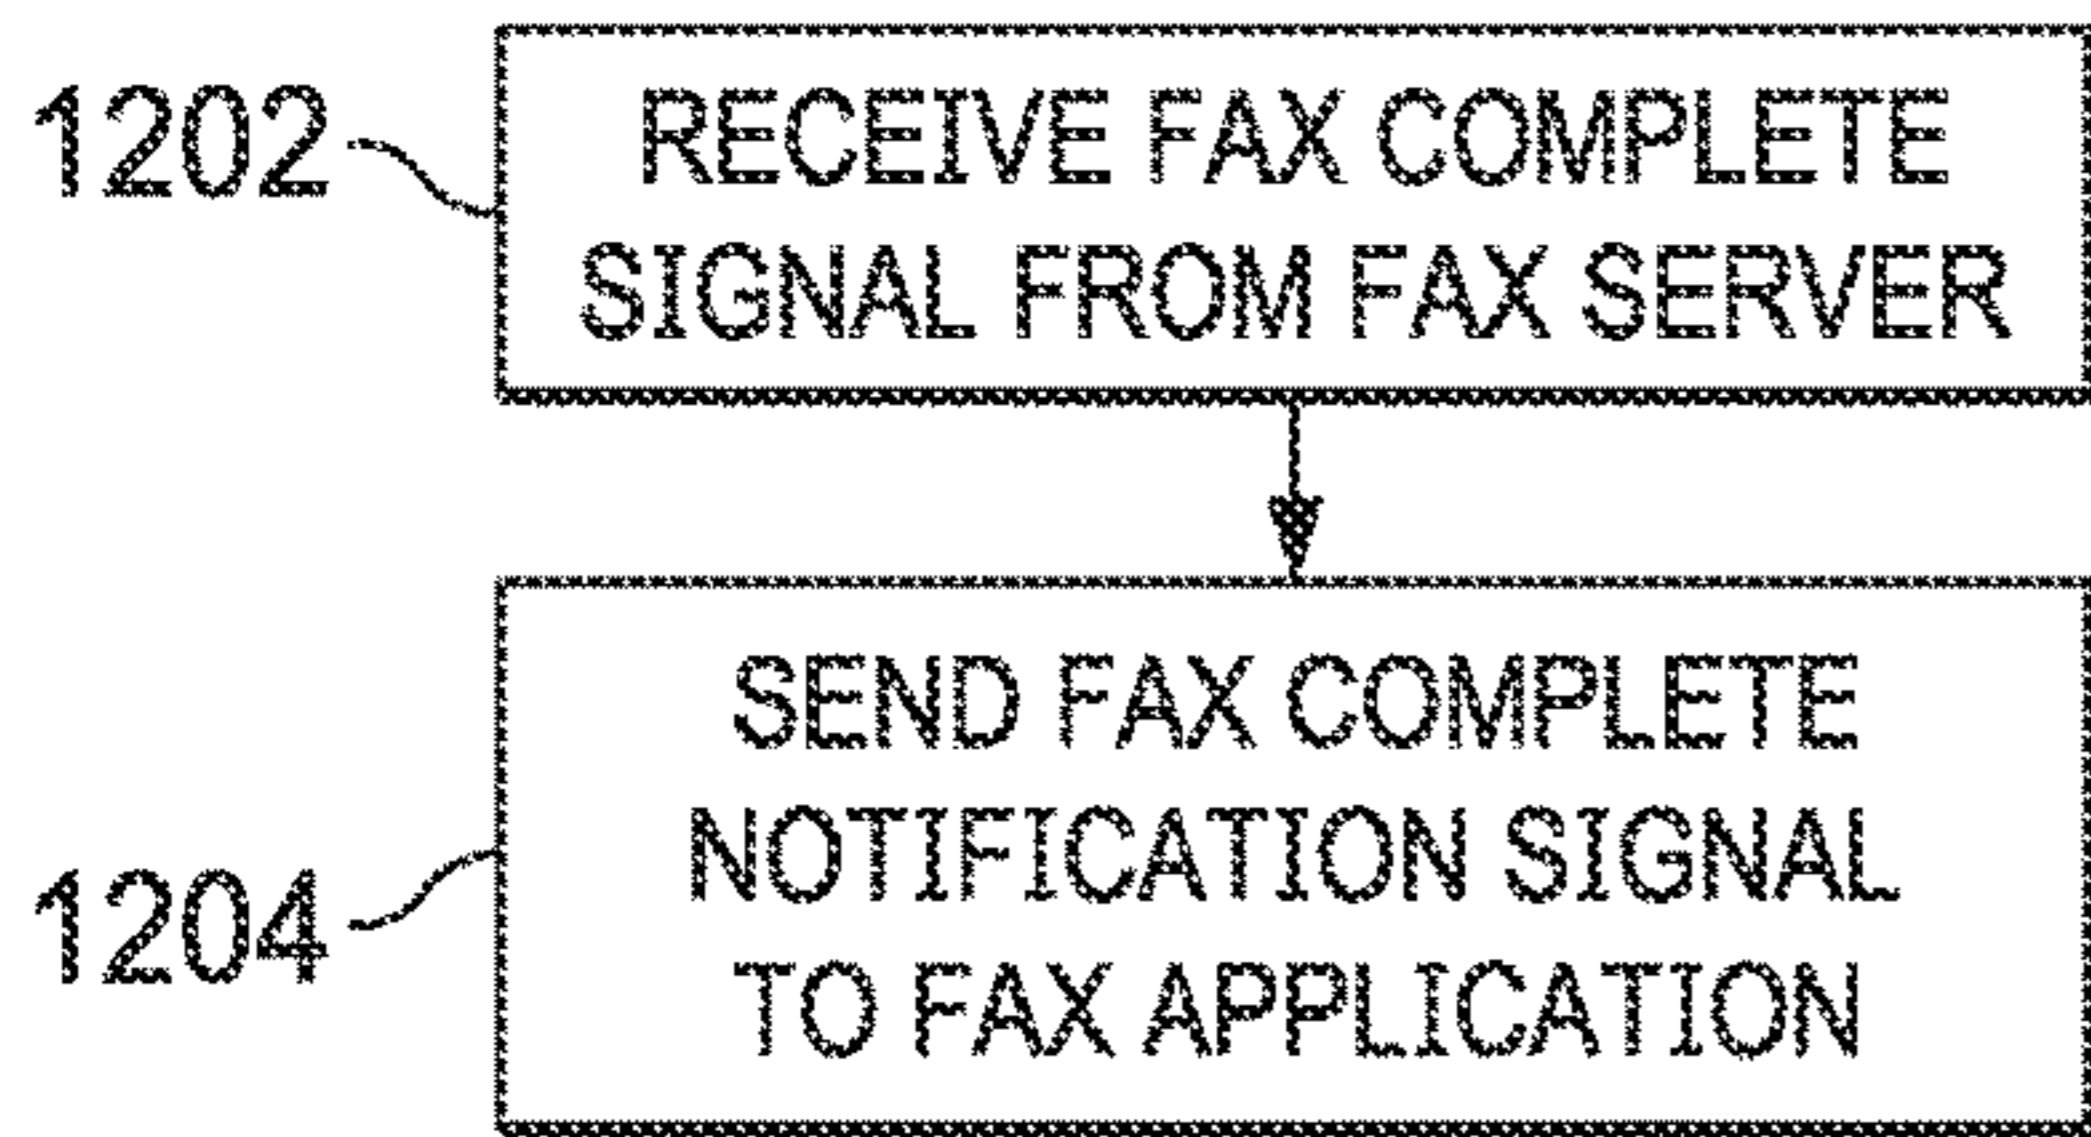 1202
RECEIVE FAX COMPLETE
SIGNAL FROM FAX SERVER
1204
SEND FAX COMPLETE
NOTIFICATION SIGNAL
TO FAX APPLICATION